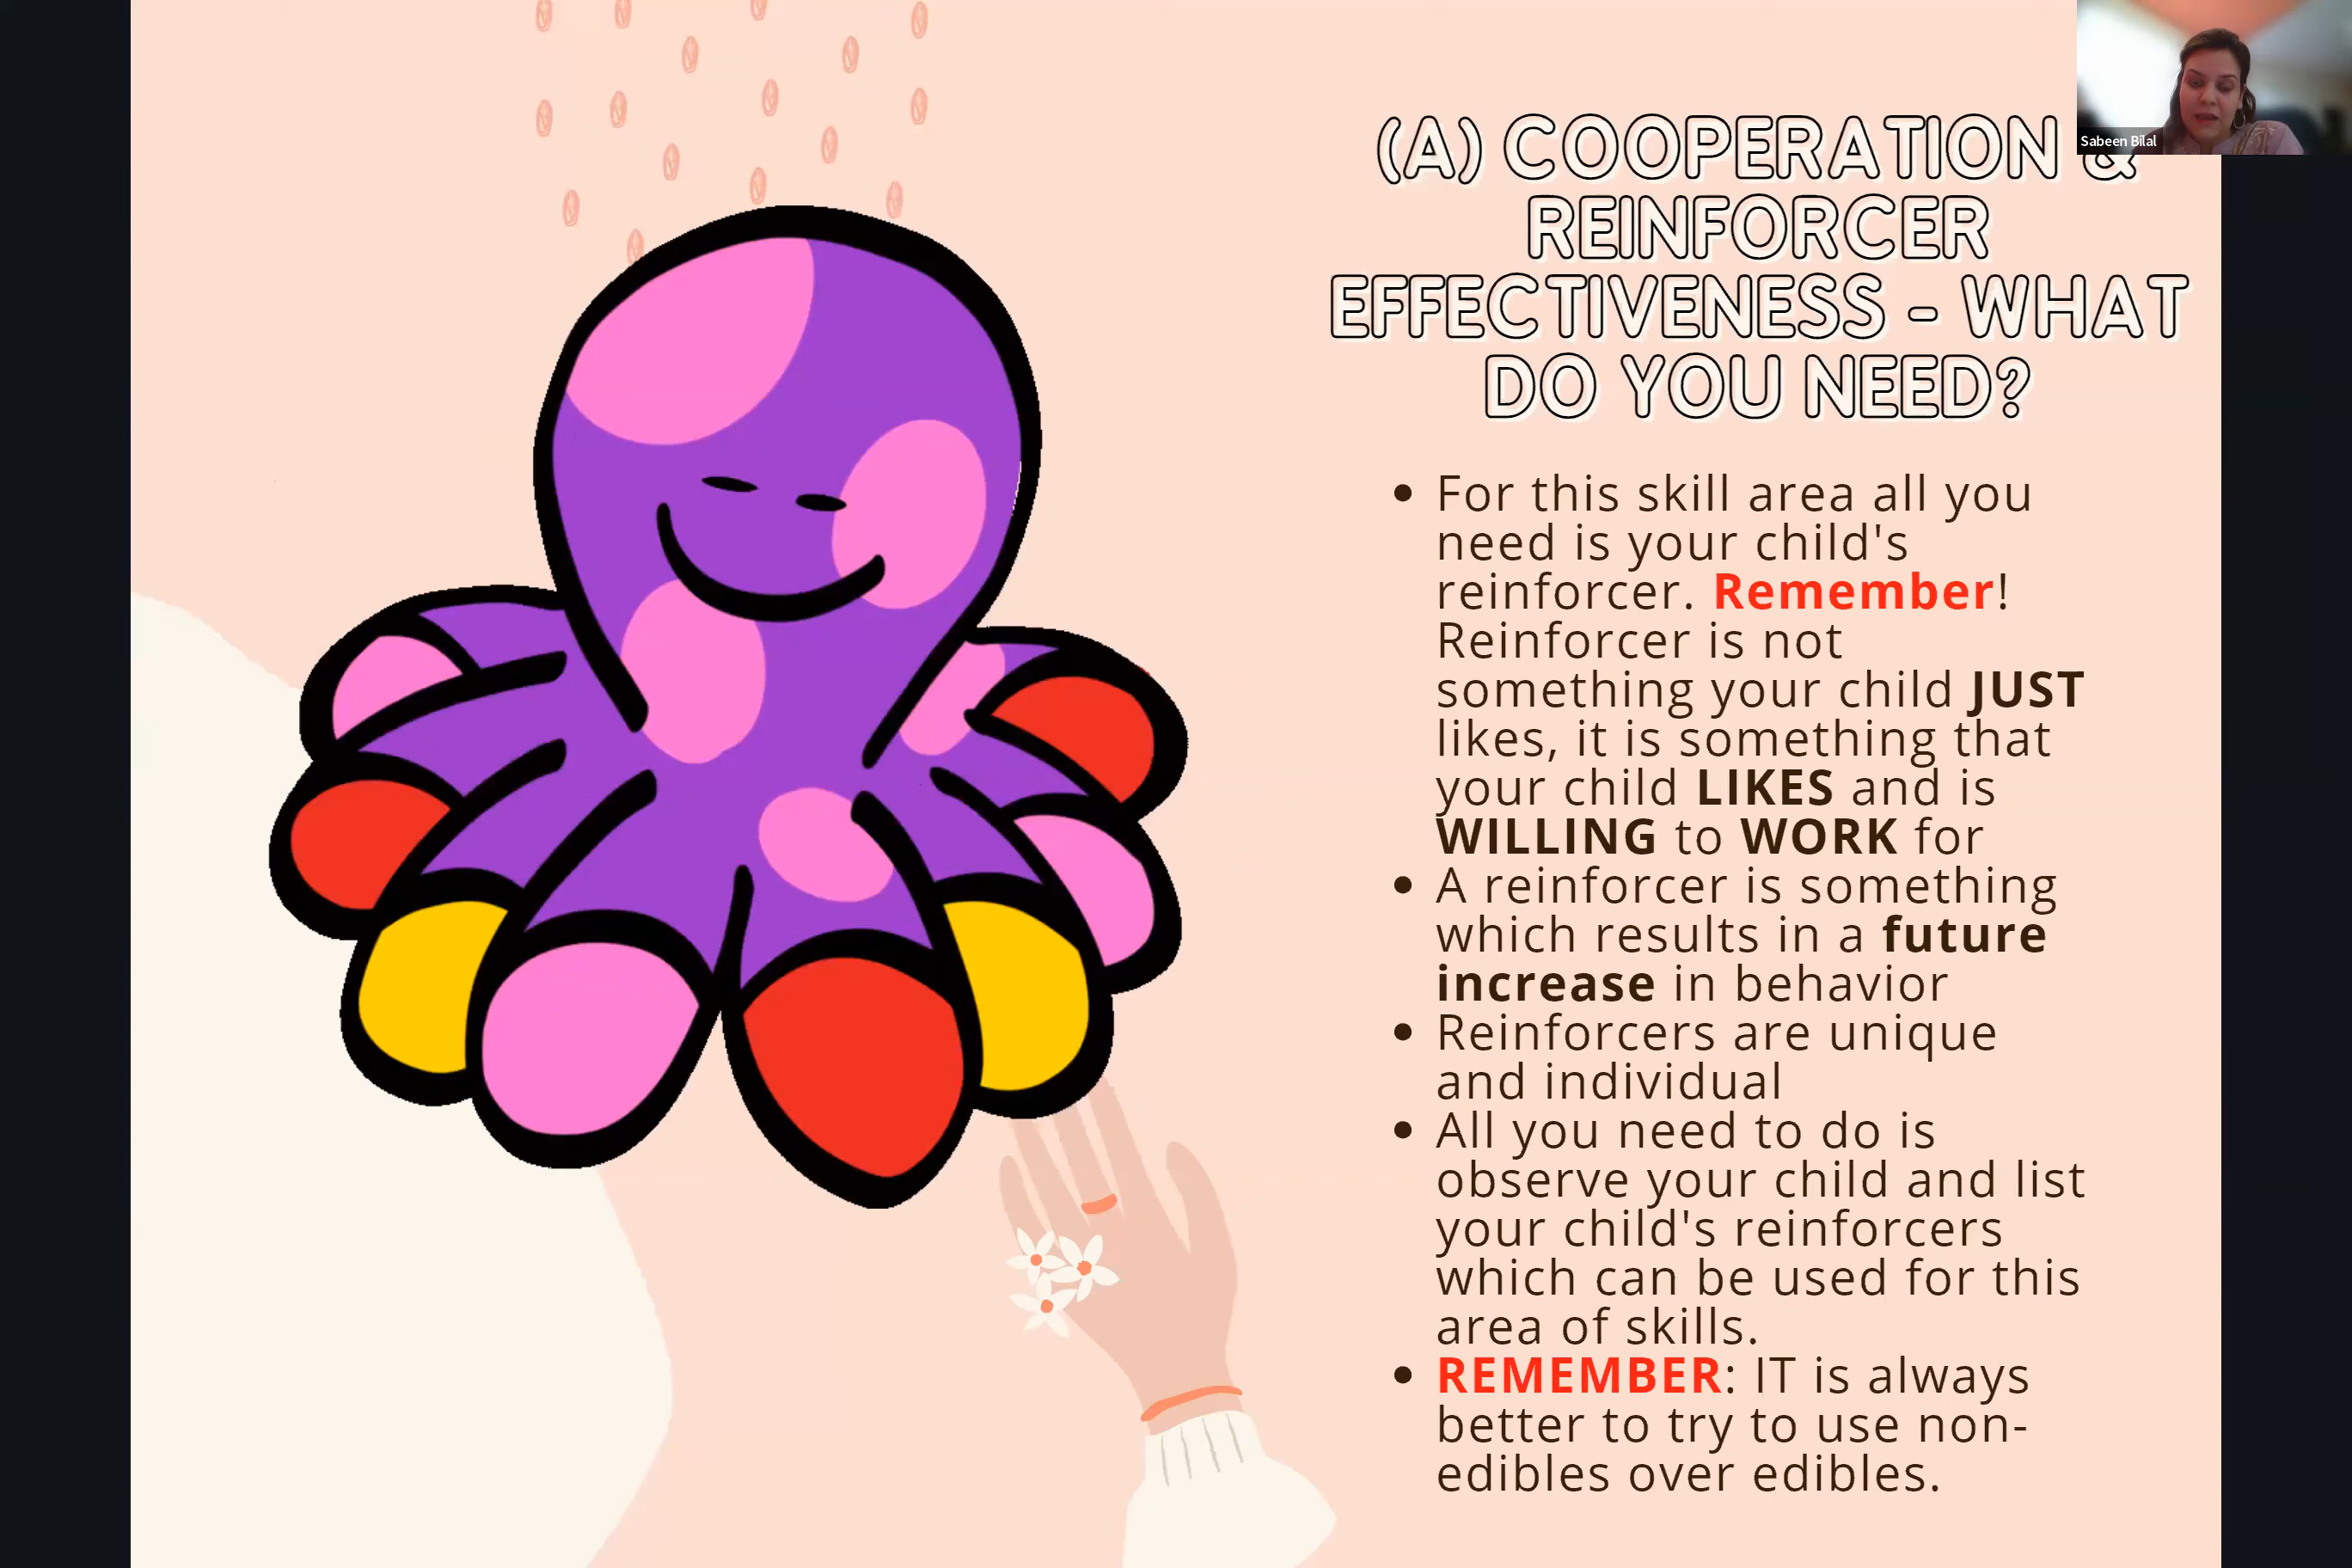 (A) COOPERATION &
REINFORCER
EFFECTIVENESS - WHAT
DO YOU NEED?
Sabeen Bilal
• For this skill area all you
need is your child's
reinforcer. Remember!
Reinforcer is not
something your child JUST
likes, it is something that
your child LIKES and is
WILLING to WORK for
• A reinforcer is something
which results in a future
increase in behavior
• Reinforcers are unique
and individual
• All you need to do is
observe your child and list
your child's reinforcers
which can be used for this
area of skills.
• REMEMBER: IT is always
better to try to use non-
edibles over edibles.